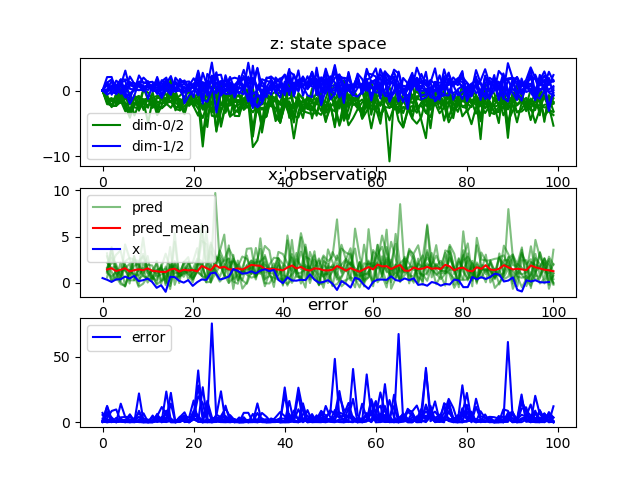 z: state space
0
−10
dim-0/2
dim-1/2
0 20 40 60 80 100
x: observation
10
5
0
pred
pred_mean
x
0 20 40 60 80 100
error
50
0
error
0 20 40 60 80 100